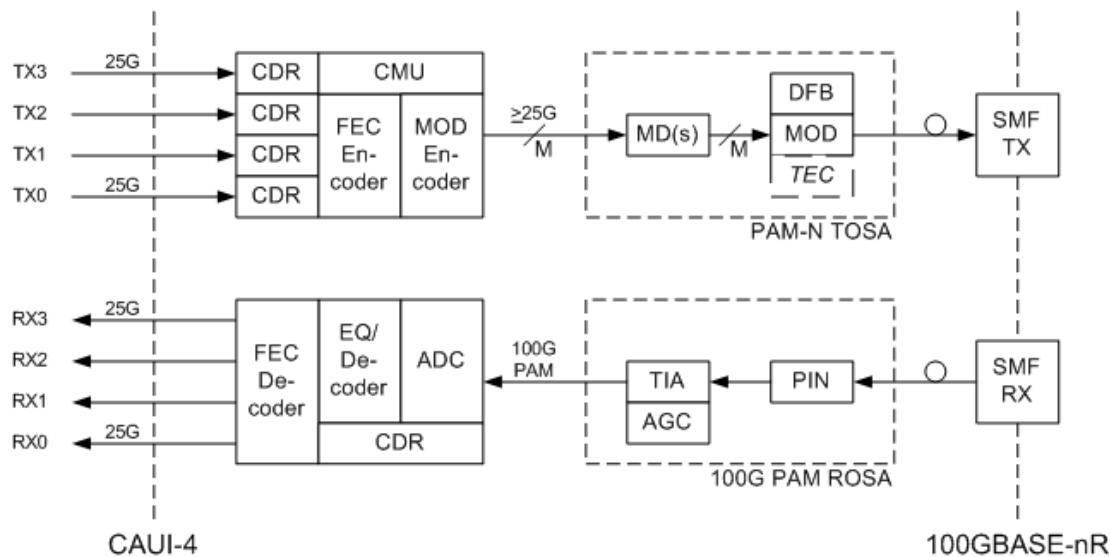 TX3
25G
CDR
CMU
TX2
CDR
FEC
En-
coder
MOD
En-
coder
TX1
CDR
TX0
25G
CDR
≥25G
M
MD(s)
M
DFB
MOD
TEC
PAM-N TOSA
SMF
TX
RX3
25G
RX2
RX1
RX0
25G
FEC
De-
coder
EQ/
De-
coder
ADC
CDR
100G
PAM
TIA
AGC
PIN
100G PAM ROSA
SMF
RX
CAUI-4
100GBASE-nR